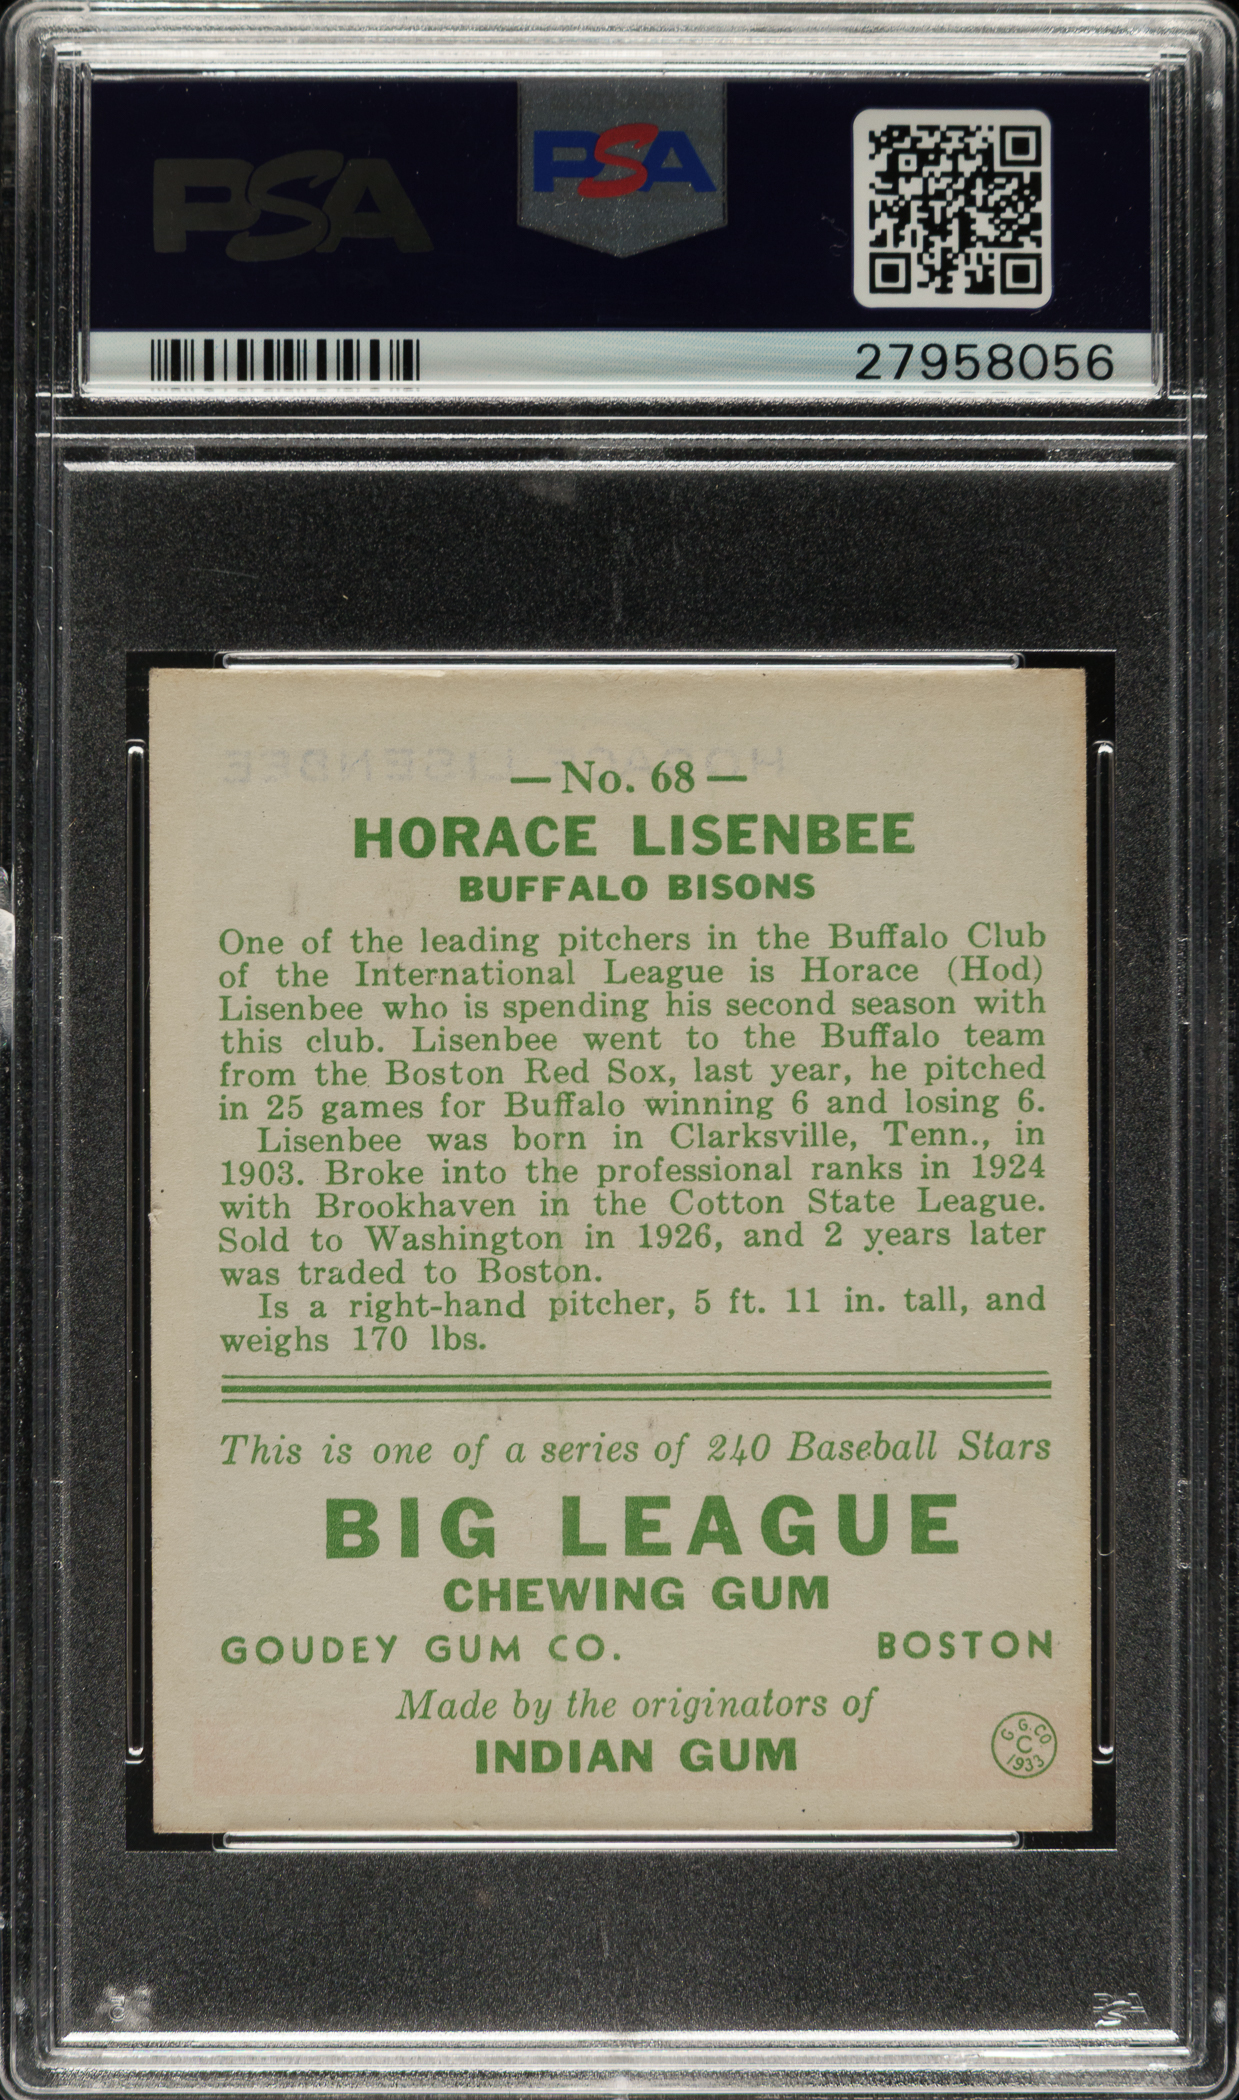 PSA
PSA
27958056
HORACE LISENBEE
—No. 68—
HORACE LISENBEE
BUFFALO BISONS
One of the leading pitchers in the Buffalo Club
of the International League is Horace (Hod)
Lisenbee who is spending his second season with
this club. Lisenbee went to the Buffalo team
from the Boston Red Sox, last year, he pitched
in 25 games for Buffalo winning 6 and losing 6.
Lisenbee was born in Clarksville, Tenn., in
1903. Broke into the professional ranks in 1924
with Brookhaven in the Cotton State League.
Sold to Washington in 1926, and 2 years later
was traded to Boston.
Is a right-hand pitcher, 5 ft. 11 in. tall, and
weighs 170 lbs.
This is one of a series of 240 Baseball Stars
BIG LEAGUE
CHEWING GUM
GOUDEY GUM CO. BOSTON
Made by the originators of
INDIAN GUM
G. G. CO.
C
1933
PSA